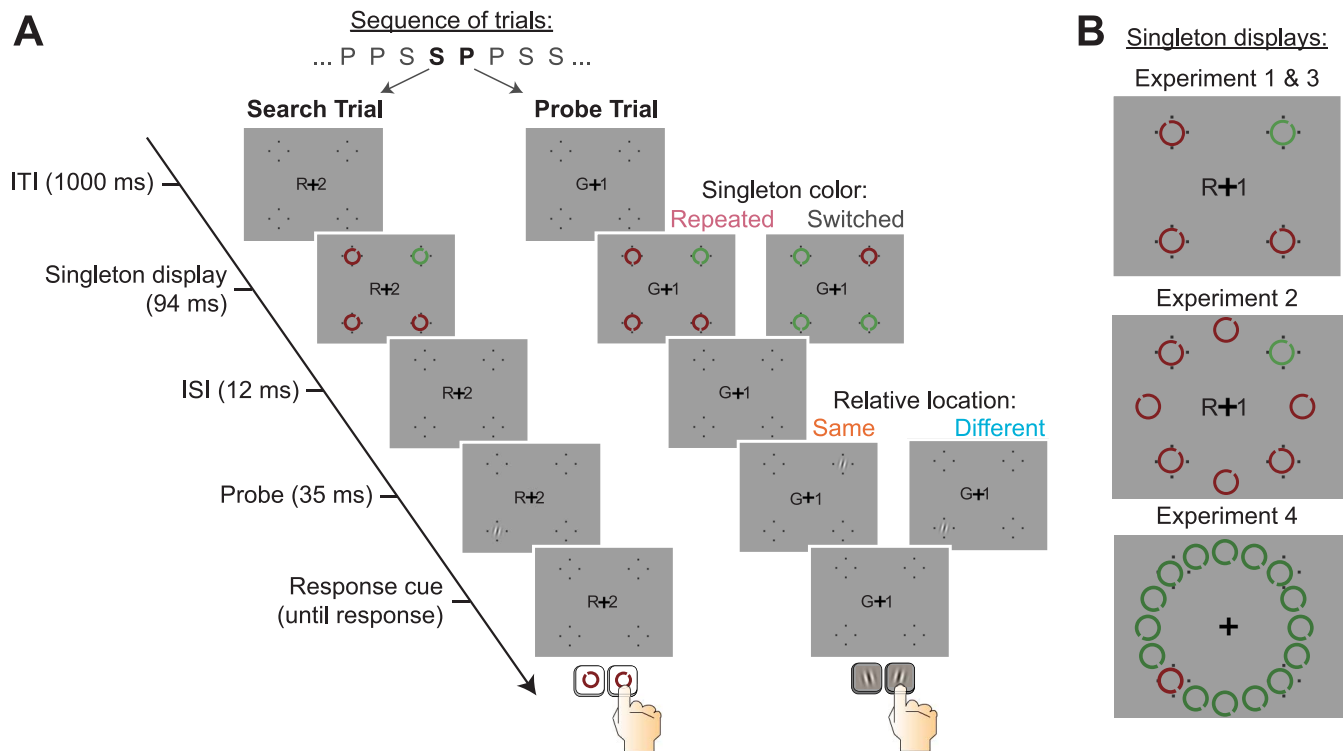 A
Sequence of trials:
... P P S S P P S S ...
Search Trial
Probe Trial
ITI (1000 ms)
R+2
G+1
Singleton color:
Repeated
Switched
Singleton display
(94 ms)
R+2
G+1
G+1
ISI (12 ms)
R+2
G+1
Relative location:
Same
Different
Probe (35 ms)
R+2
G+1
G+1
Response cue
(until response)
R+2
G+1
B
Singleton displays:
Experiment 1 & 3
R+1
Experiment 2
R+1
Experiment 4
+